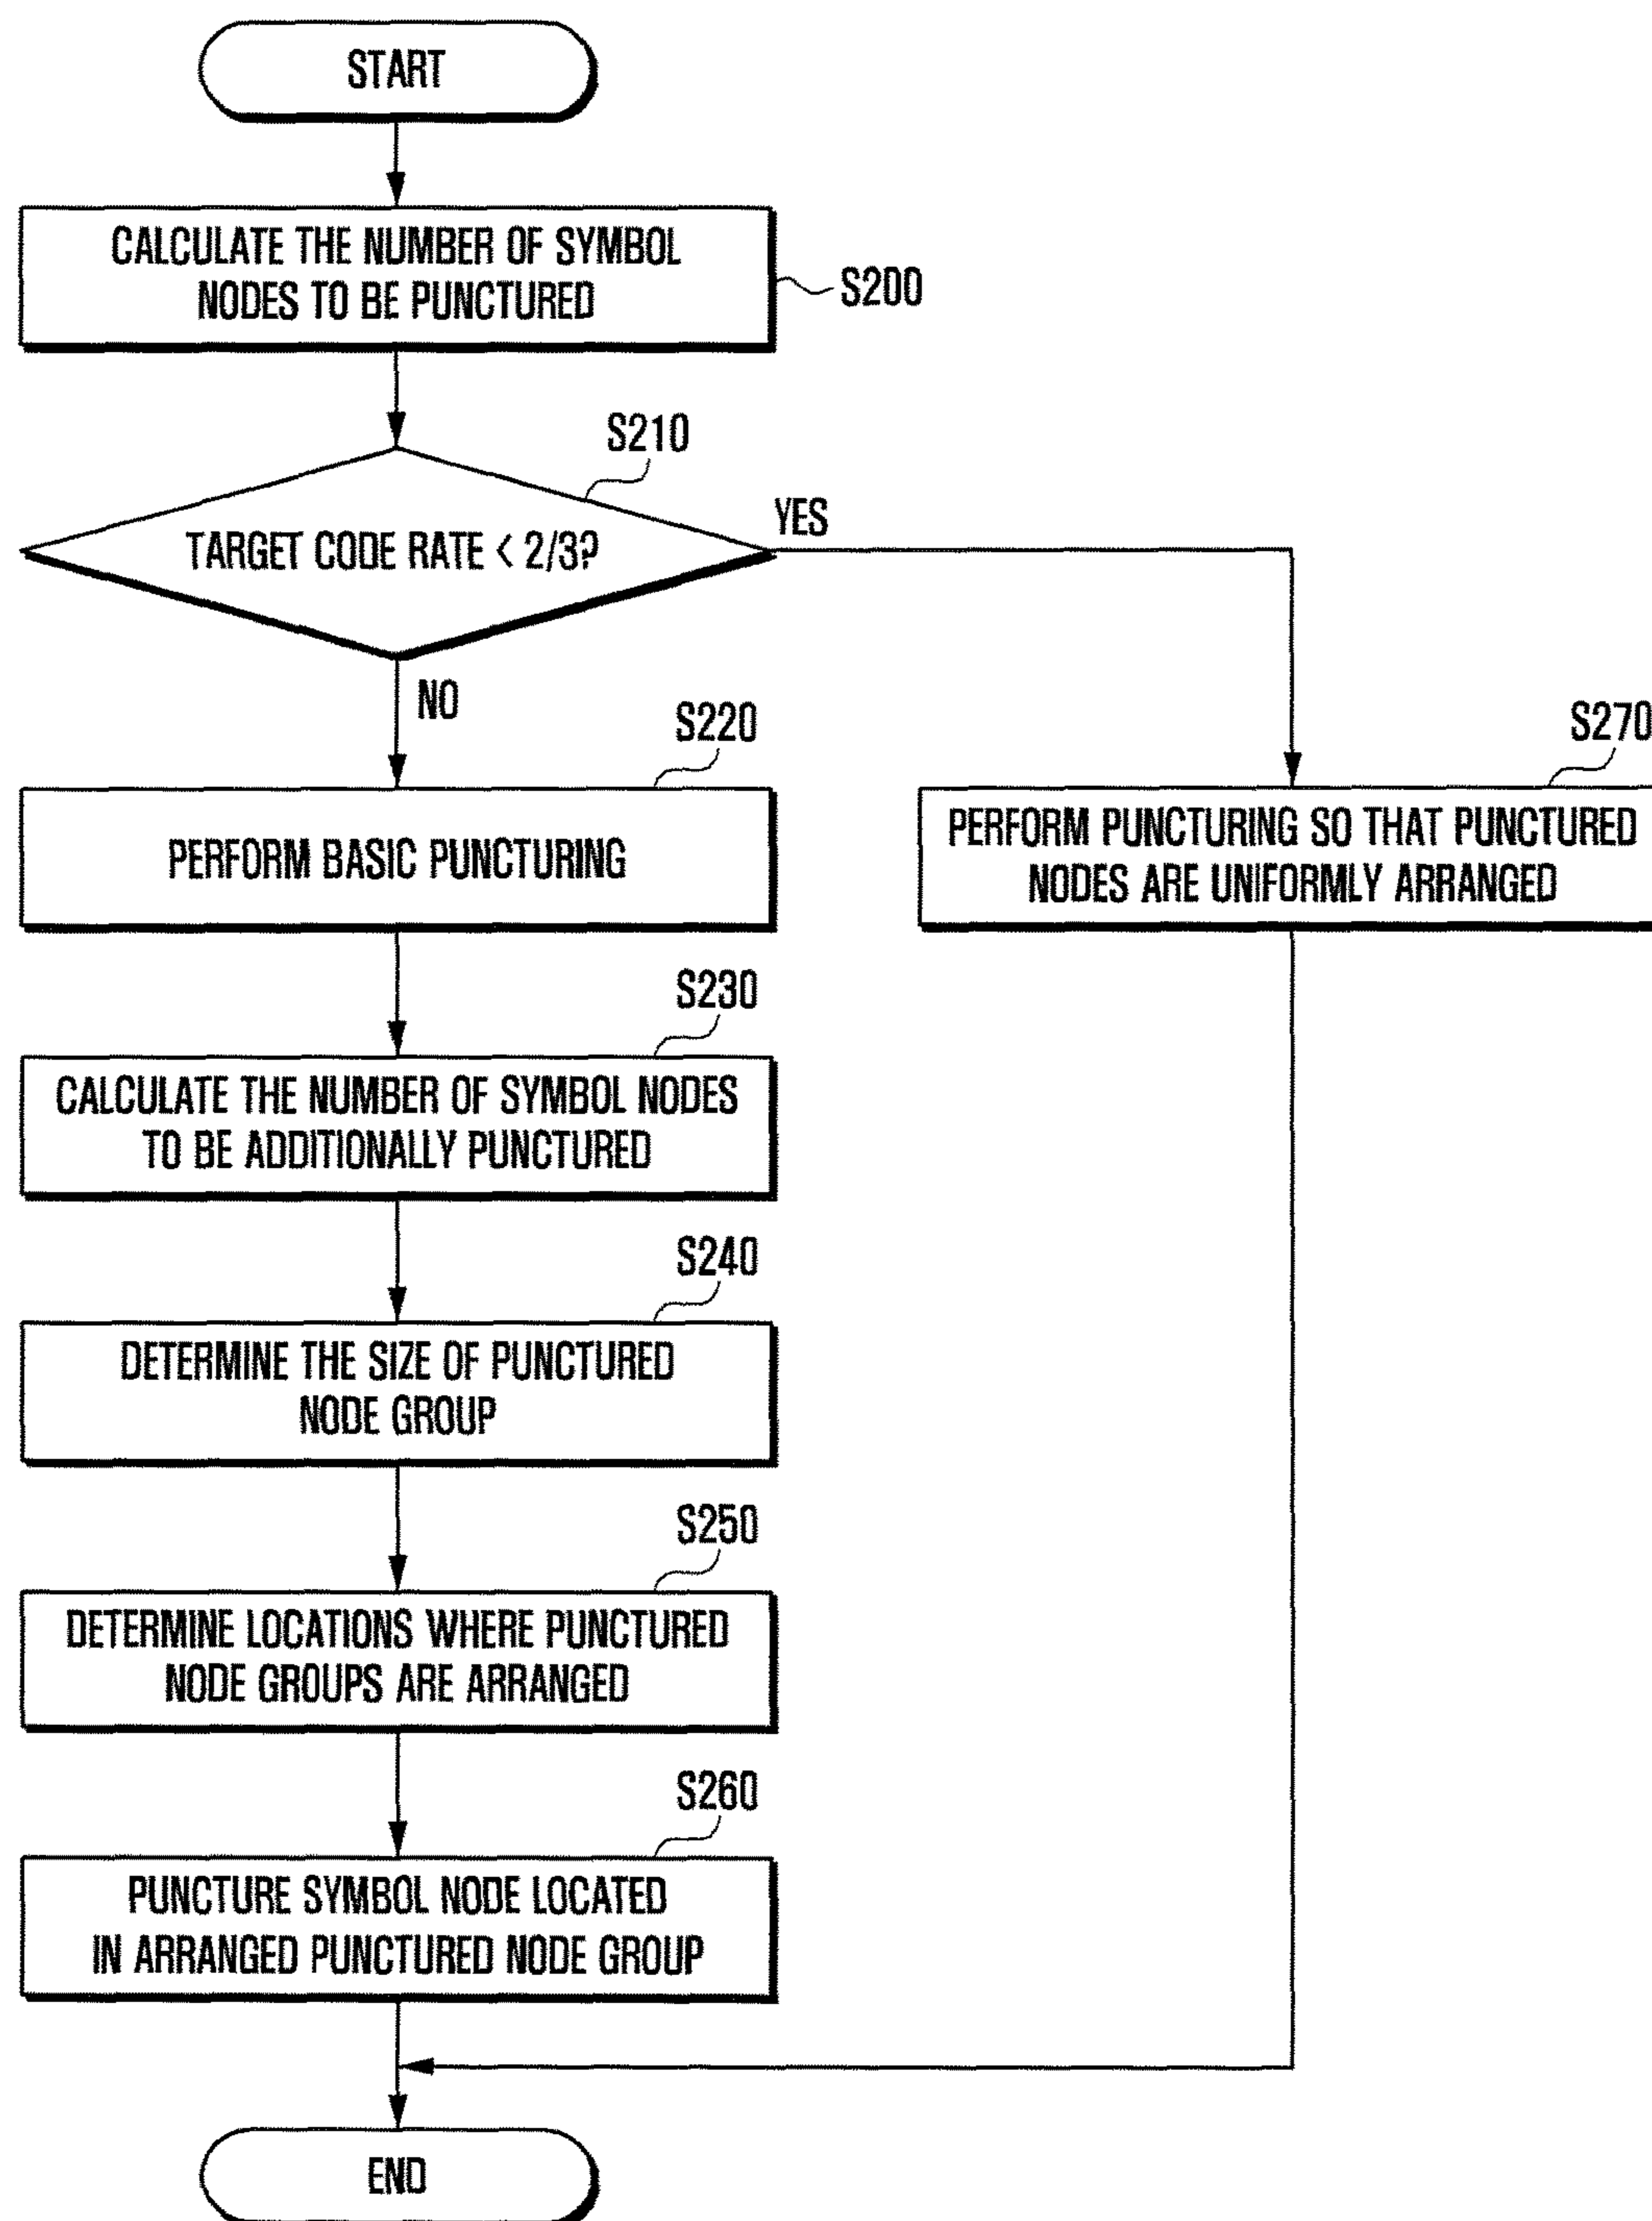 START
CALCULATE THE NUMBER OF SYMBOL
NODES TO BE PUNCTURED
S200
S210
TARGET CODE RATE < 2/3?
YES
NO
S220
PERFORM BASIC PUNCTURING
S270
PERFORM PUNCTURING SO THAT PUNCTURED
NODES ARE UNIFORMLY ARRANGED
S230
CALCULATE THE NUMBER OF SYMBOL NODES
TO BE ADDITIONALLY PUNCTURED
S240
DETERMINE THE SIZE OF PUNCTURED
NODE GROUP
S250
DETERMINE LOCATIONS WHERE PUNCTURED
NODE GROUPS ARE ARRANGED
S260
PUNCTURE SYMBOL NODE LOCATED
IN ARRANGED PUNCTURED NODE GROUP
END